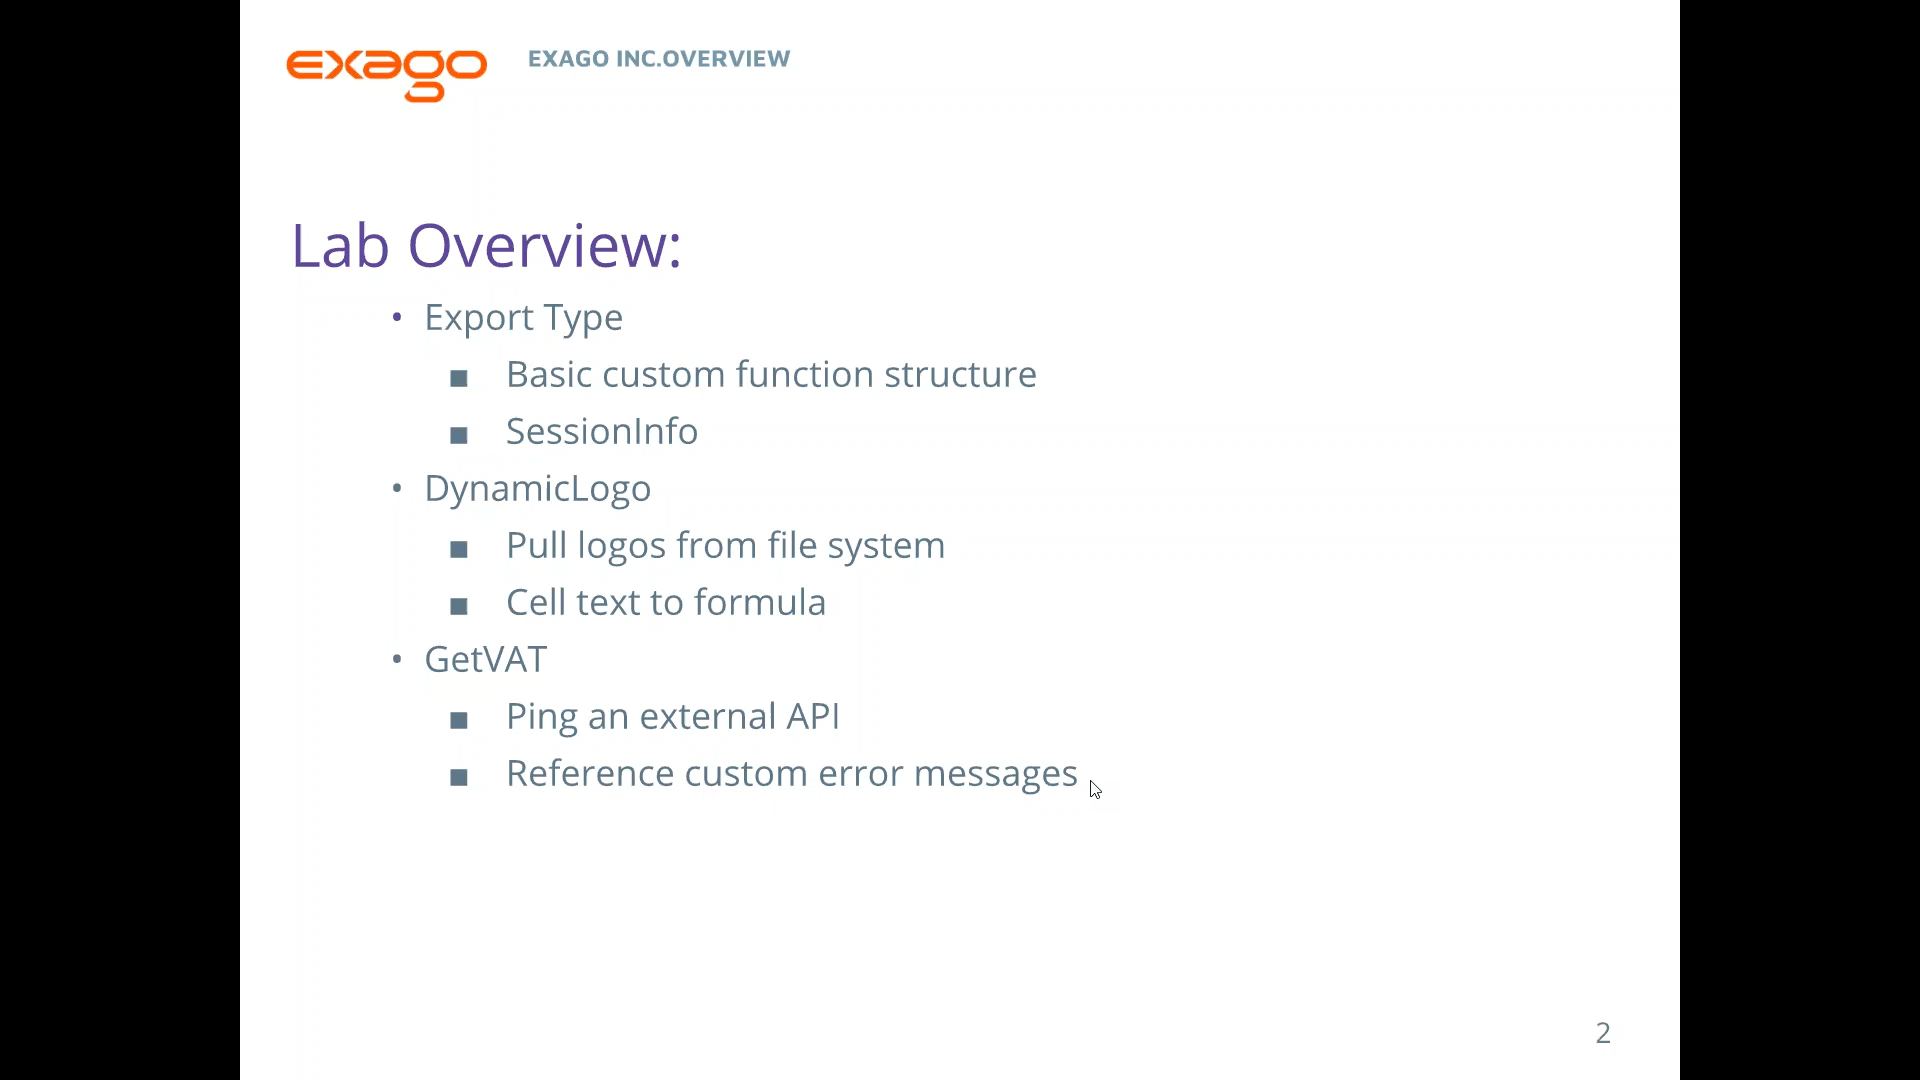 exago
EXAGO INC.OVERVIEW
Lab Overview:
• Export Type
■ Basic custom function structure
■ SessionInfo
• DynamicLogo
■ Pull logos from file system
■ Cell text to formula
• GetVAT
■ Ping an external API
■ Reference custom error messages
2